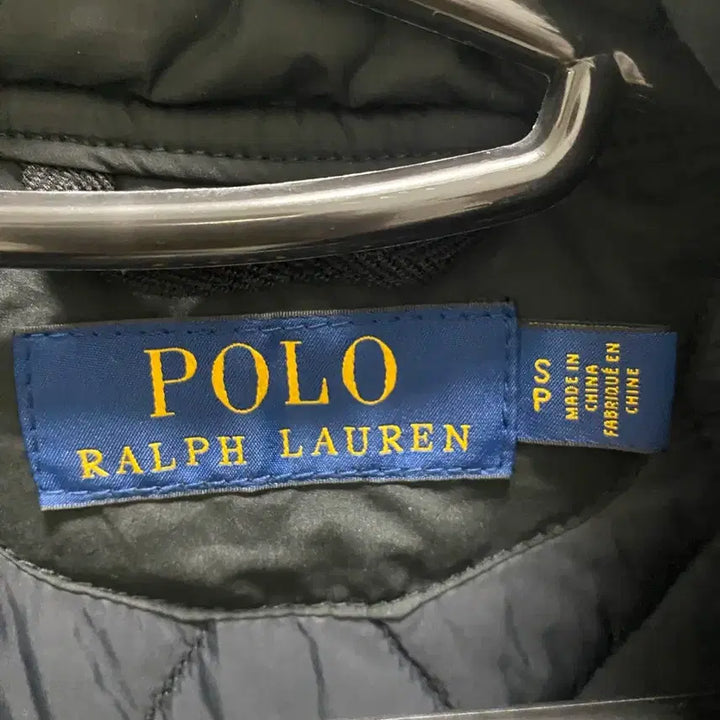 POLO
RALPH LAUREN
S
P
MADE IN
CHINA
FABRIQUÉ EN
CHINE